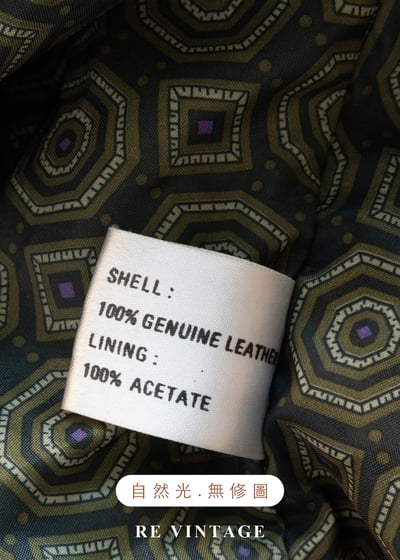 SHELL:
100% GENUINE LEATHER
LINING:
100% ACETATE
自然光.無修圖
RE VINTAGE